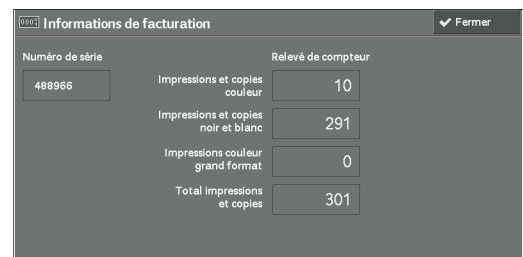 Informations de facturation
Fermer
Numéro de série
Relevé de compteur
488966
Impressions et copies
couleur
10
Impressions et copies
noir et blanc
291
Impressions couleur
grand format
0
Total impressions
et copies
301